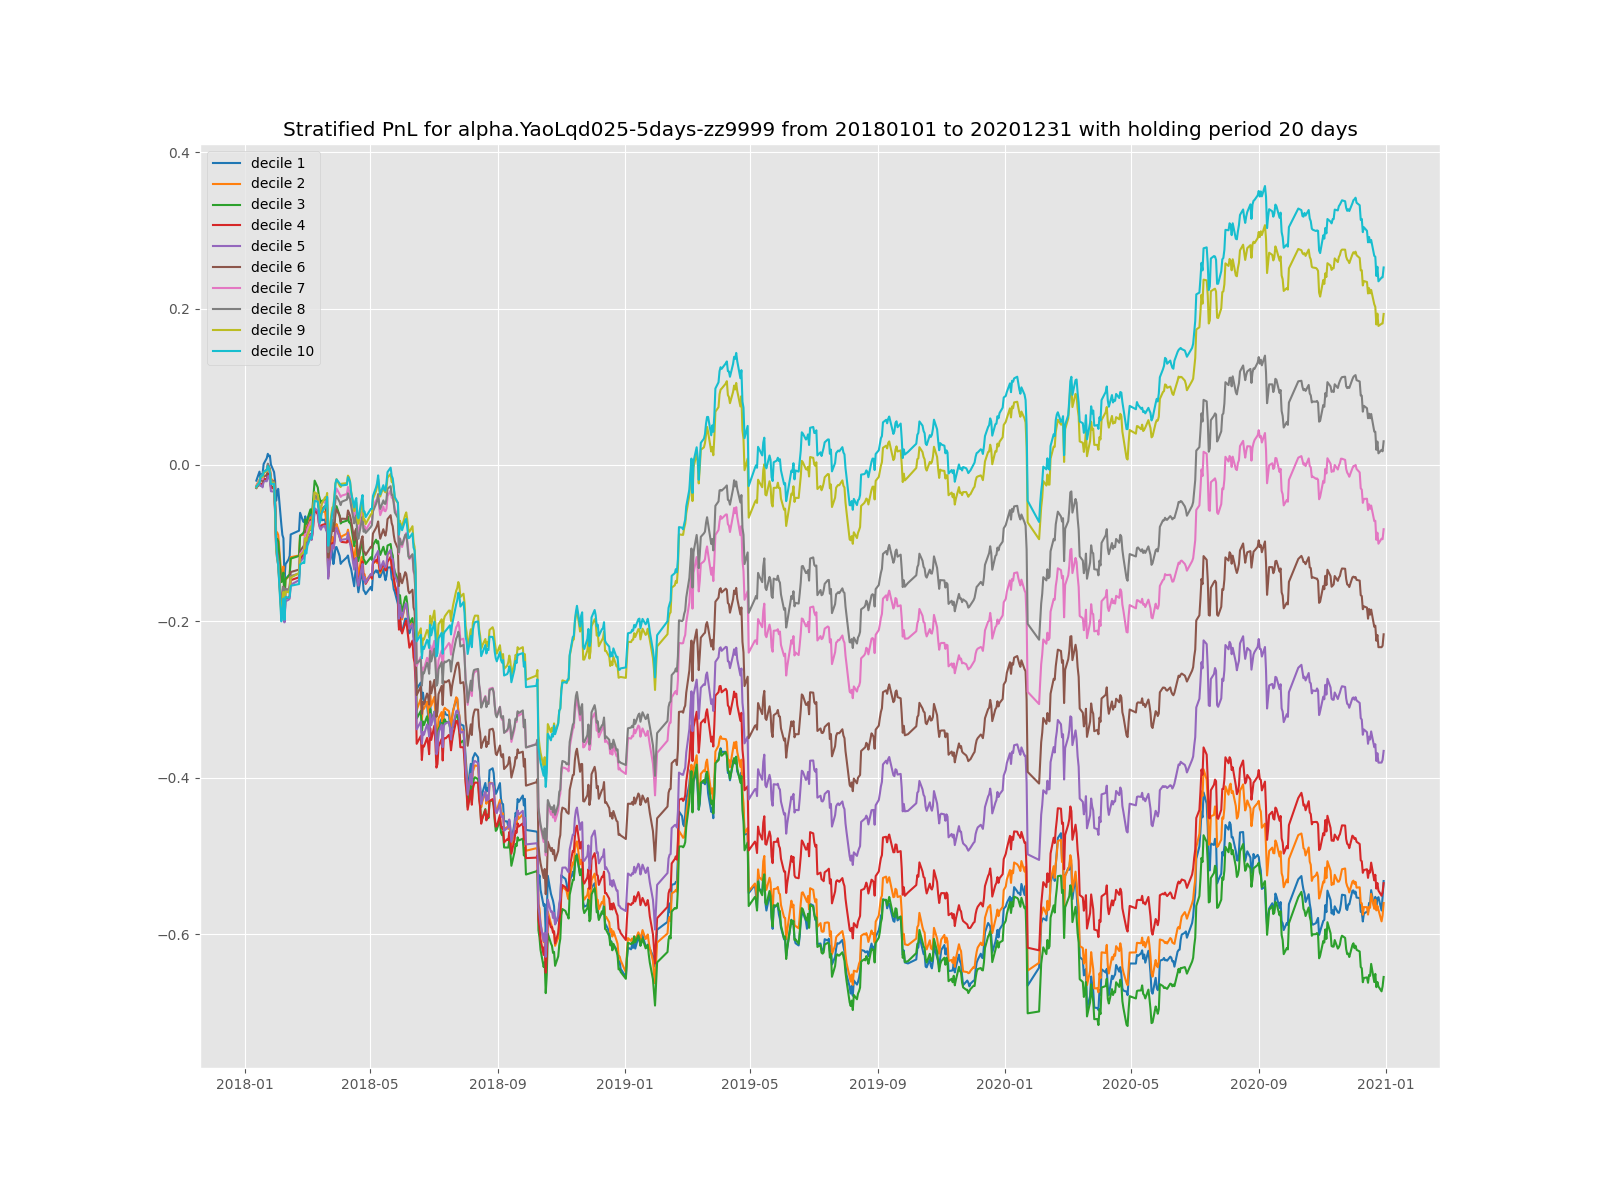 Stratified PnL for alpha.YaoLqd025-5days-zz9999 from 20180101 to 20201231 with holding period 20 days
0.4
0.2
0.0
−0.2
−0.4
−0.6
decile 1
decile 2
decile 3
decile 4
decile 5
decile 6
decile 7
decile 8
decile 9
decile 10
2018-01 2018-05 2018-09 2019-01 2019-05 2019-09 2020-01 2020-05 2020-09 2021-01